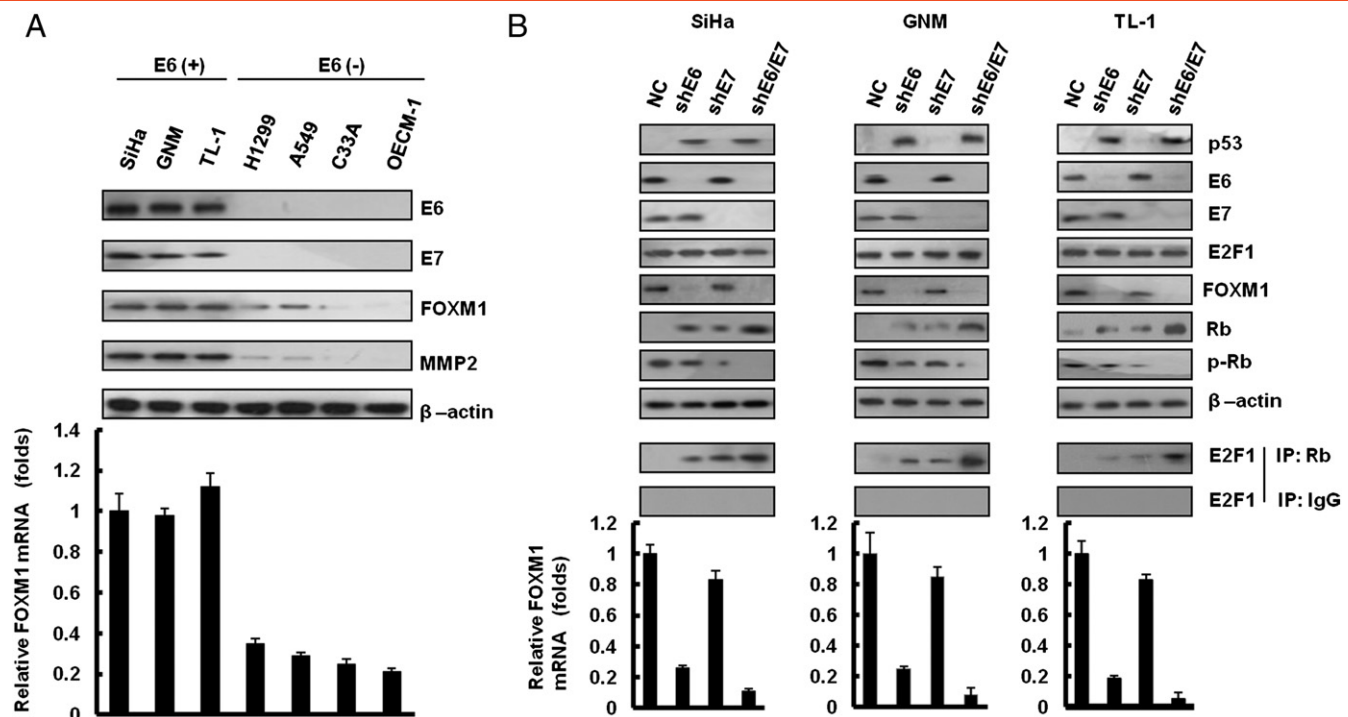 A
E6 (+)
E6 (-)
SiHa
GNM
TL-1
H1299
A549
C33A
OECM-1
E6
E7
FOXM1
MMP2
β –actin
Relative FOXM1 mRNA (folds)
1.4
1.2
1
0.8
0.6
0.4
0.2
0
B
SiHa
GNM
TL-1
NC
shE6
shE7
shE6/E7
NC
shE6
shE7
shE6/E7
NC
shE6
shE7
shE6/E7
p53
E6
E7
E2F1
FOXM1
Rb
p-Rb
β –actin
E2F1 IP: Rb
E2F1 IP: IgG
Relative FOXM1
mRNA (folds)
1.2
1
0.8
0.6
0.4
0.2
0
1.2
1
0.8
0.6
0.4
0.2
0
1.2
1
0.8
0.6
0.4
0.2
0